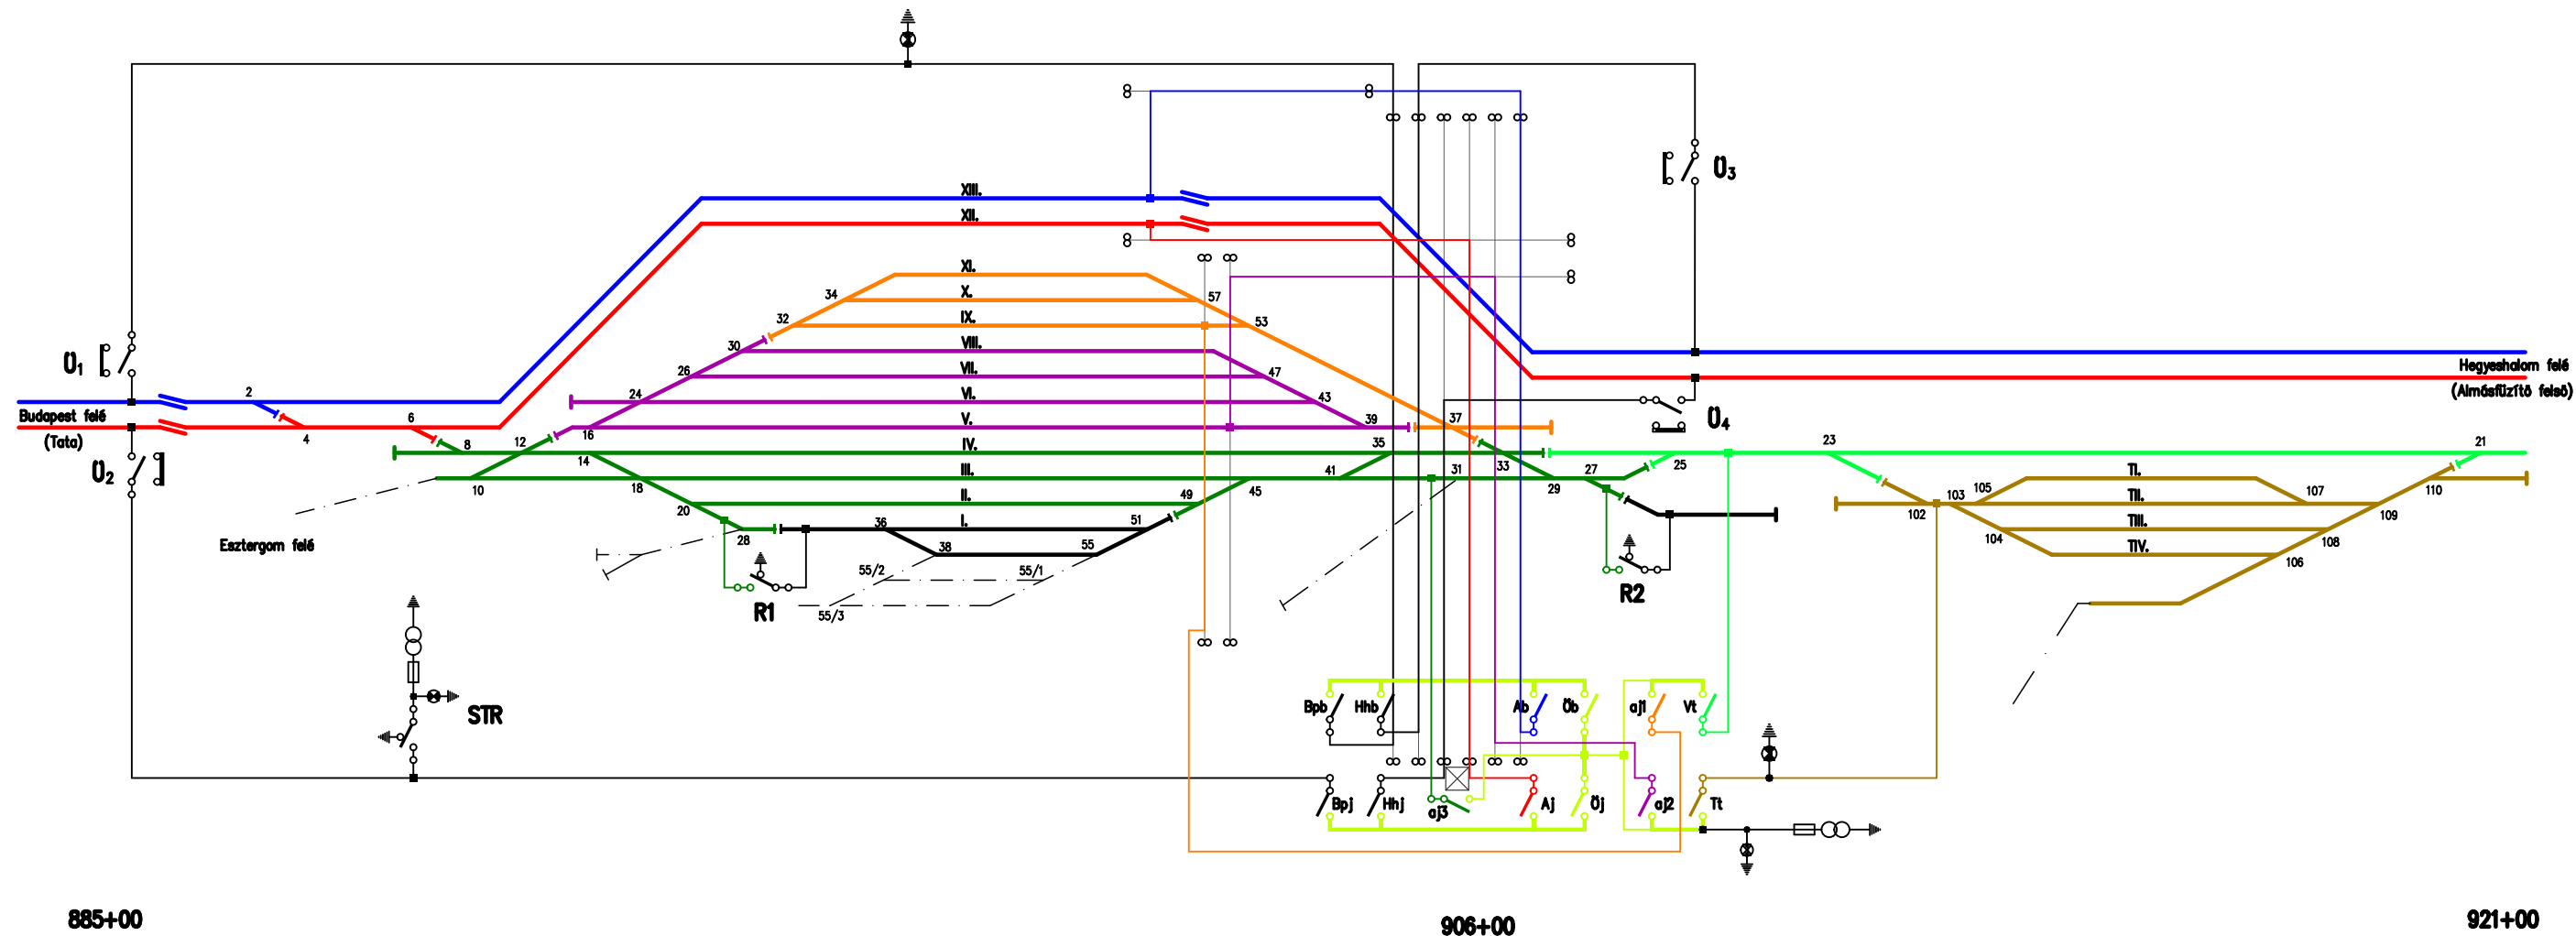 Ü3
XIII.
XII.
XI.
34
X.
57
32
IX.
53
Ü1
30
VIII.
Hegyeshalom felé
26
VII.
47
2
24
VI.
43
(Almásfüzitő felső)
Budapest felé
6
V.
39
37
Ü4
(Tata)
4
8
12
16
IV.
35
23
21
Ü2
14
III.
41
31
33
27
25
TI.
10
18
II.
49
45
29
103
105
TII.
107
110
20
36
I.
51
102
TIII.
109
Esztergom felé
28
38
55
104
TIV.
108
55/2
55/1
106
R1
55/3
R2
STR
Bpb
Hhb
Ab
Öb
aj1
Vt
Bpj
Hhj
aj3
Aj
Öj
aj2
Tt
885+00
906+00
921+00